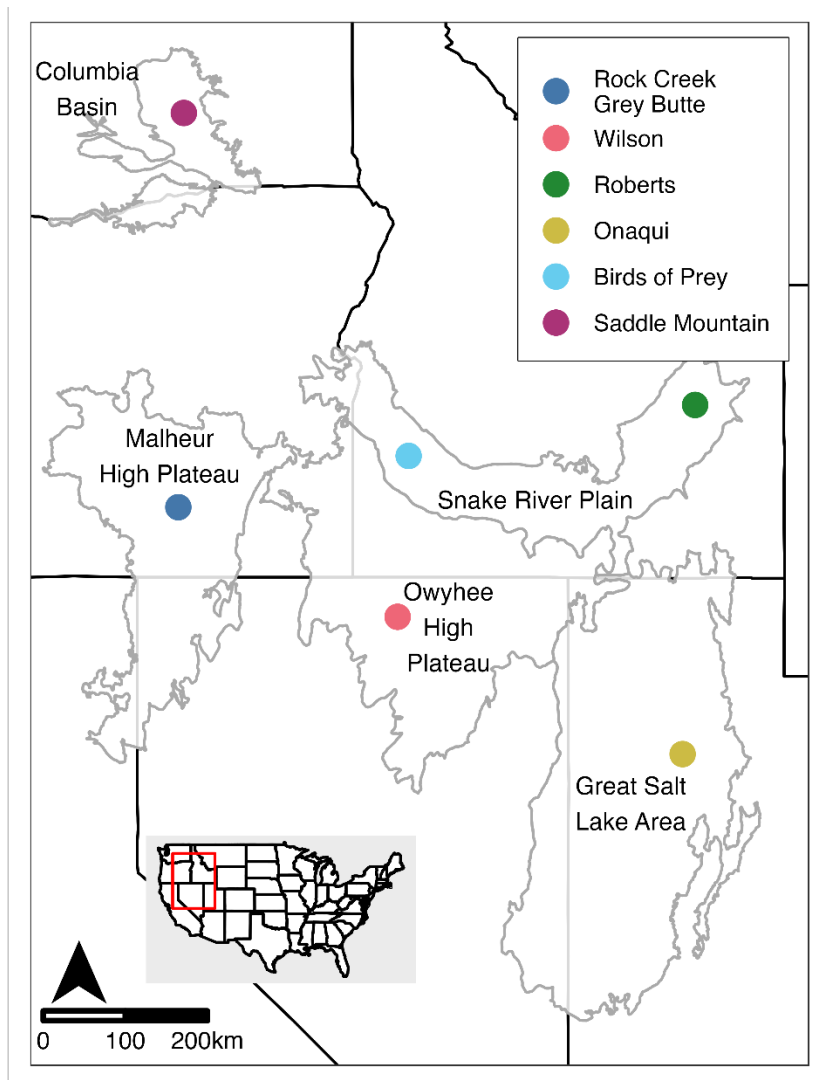 Columbia
Basin
Rock Creek
Grey Butte
Wilson
Roberts
Onaqui
Birds of Prey
Saddle Mountain
Malheur
High Plateau
Snake River Plain
Owyhee
High
Plateau
Great Salt
Lake Area
0 100 200km